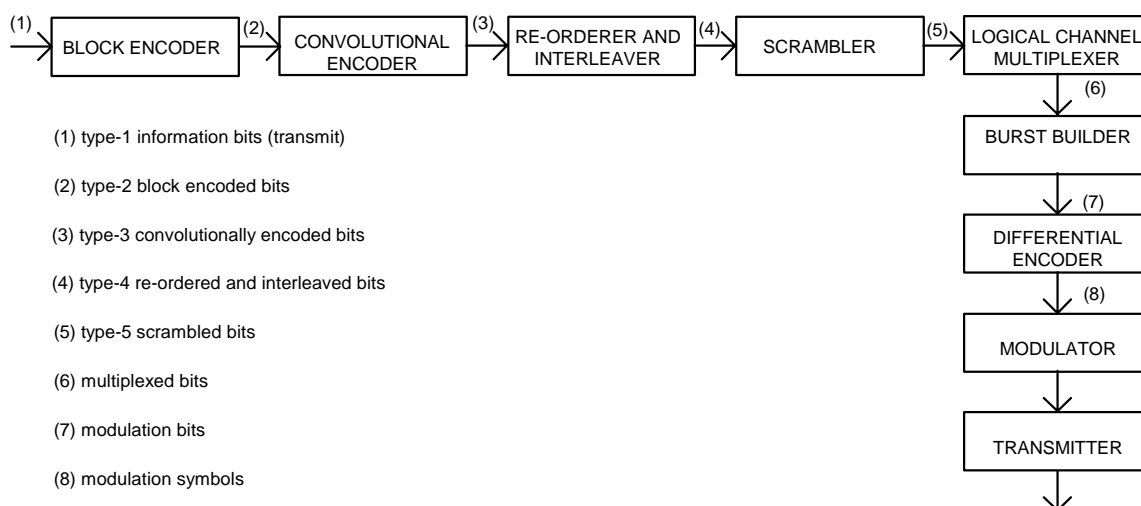 (1)
BLOCK ENCODER
(2)
CONVOLUTIONAL
ENCODER
(3)
RE-ORDERER AND
INTERLEAVER
(4)
SCRAMBLER
(5)
LOGICAL CHANNEL
MULTIPLEXER
(6)
BURST BUILDER
(7)
DIFFERENTIAL
ENCODER
(8)
MODULATOR
TRANSMITTER
(1) type-1 information bits (transmit)
(2) type-2 block encoded bits
(3) type-3 convolutionally encoded bits
(4) type-4 re-ordered and interleaved bits
(5) type-5 scrambled bits
(6) multiplexed bits
(7) modulation bits
(8) modulation symbols